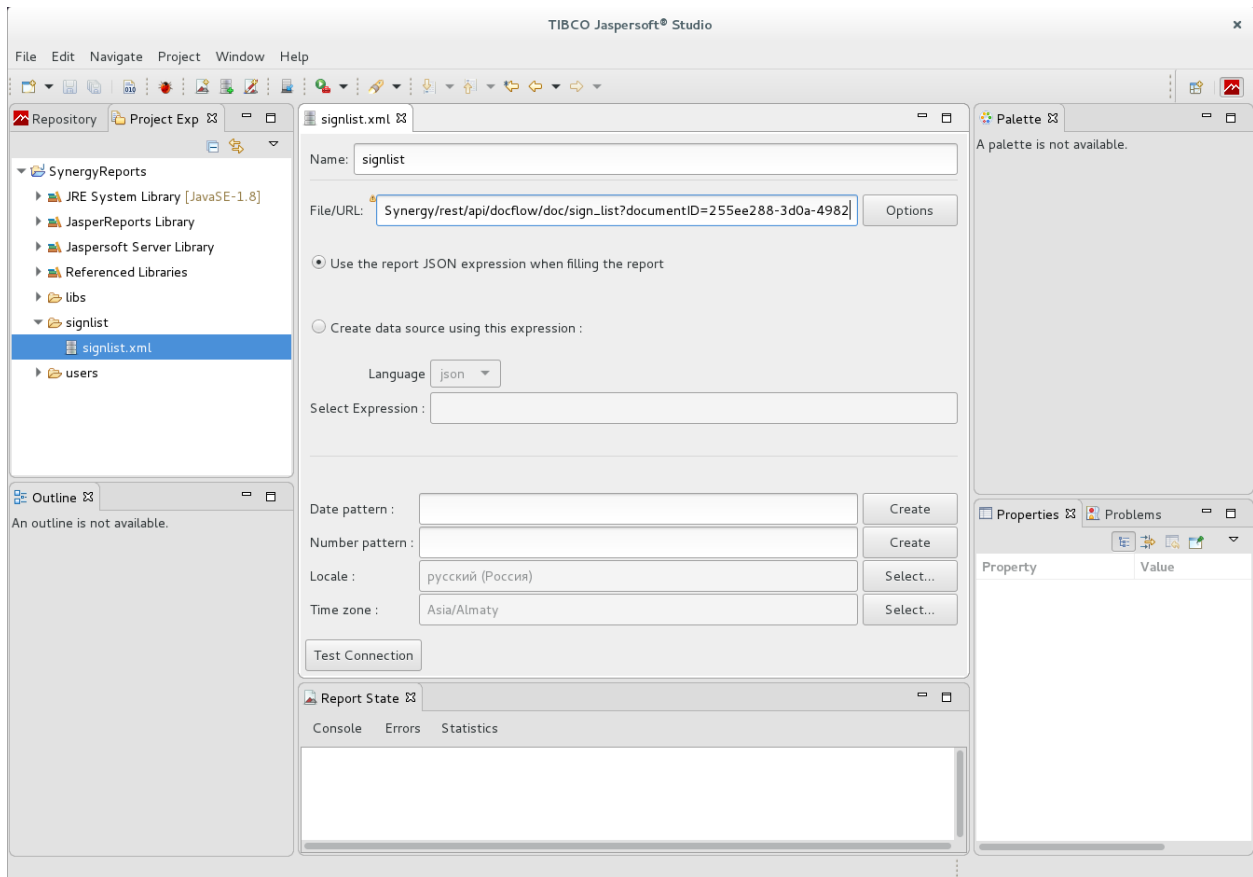 TIBCO Jaspersoft® Studio
File Edit Navigate Project Window Help
Repository Project Exp
signlist.xml
Palette
A palette is not available.
SynergyReports
JRE System Library [JavaSE-1.8]
JasperReports Library
Jaspersoft Server Library
Referenced Libraries
libs
signlist
signlist.xml
users
Name: signlist
File/URL: Synergy/rest/api/docflow/doc/sign_list?documentID=255ee288-3d0a-4982 Options
Use the report JSON expression when filling the report
Create data source using this expression :
Language json
Select Expression :
Outline
An outline is not available.
Date pattern : Create
Number pattern : Create
Locale : русский (Россия) Select...
Time zone : Asia/Almaty Select...
Test Connection
Properties Problems
Property Value
Report State
Console Errors Statistics